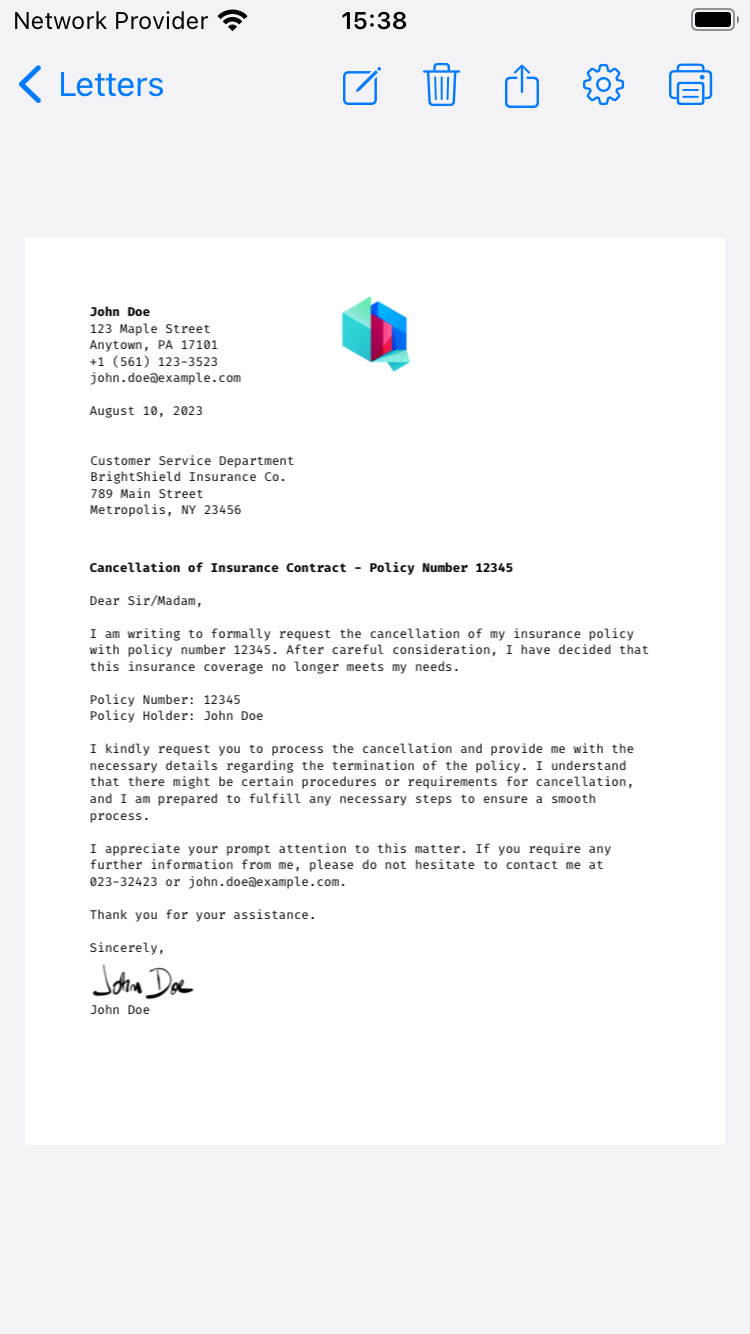 Network Provider 15:38
Letters
John Doe
123 Maple Street
Anytown, PA 17101
+1 (561) 123-3523
john.doe@example.com
August 10, 2023
Customer Service Department
BrightShield Insurance Co.
789 Main Street
Metropolis, NY 23456
Cancellation of Insurance Contract - Policy Number 12345
Dear Sir/Madam,
I am writing to formally request the cancellation of my insurance policy
with policy number 12345. After careful consideration, I have decided that
this insurance coverage no longer meets my needs.
Policy Number: 12345
Policy Holder: John Doe
I kindly request you to process the cancellation and provide me with the
necessary details regarding the termination of the policy. I understand
that there might be certain procedures or requirements for cancellation,
and I am prepared to fulfill any necessary steps to ensure a smooth
process.
I appreciate your prompt attention to this matter. If you require any
further information from me, please do not hesitate to contact me at
023-32423 or john.doe@example.com.
Thank you for your assistance.
Sincerely,
John Doe
John Doe